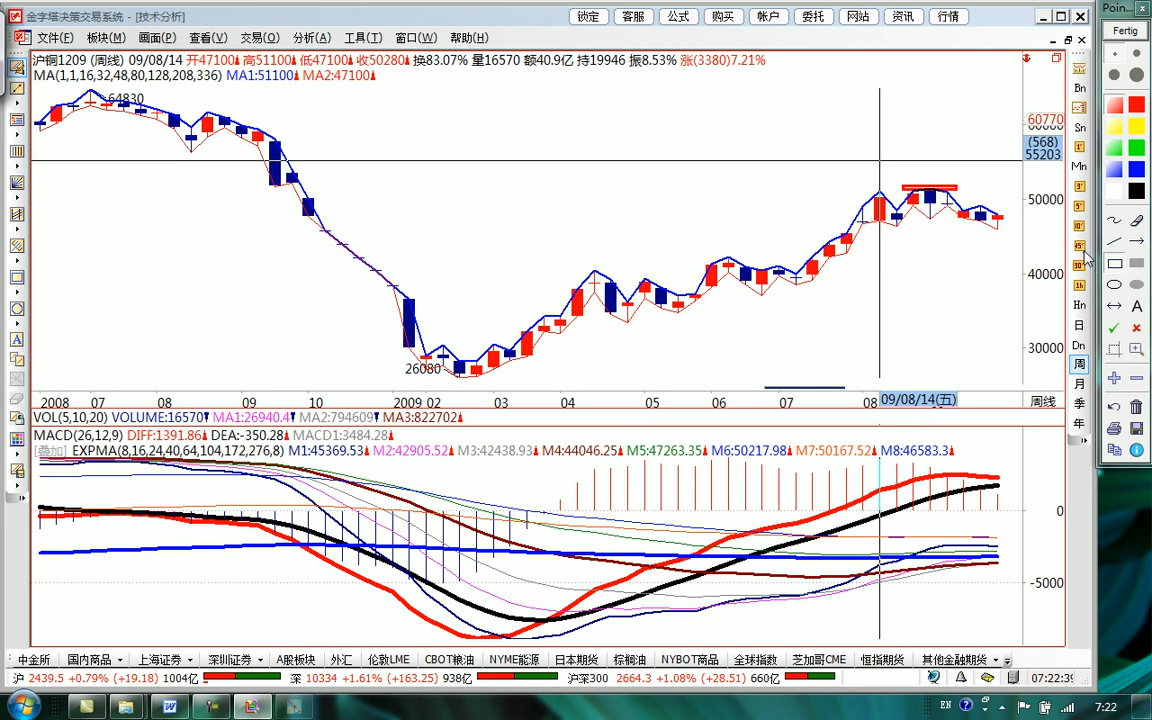 金字塔决策交易系统 - [技术分析]
锁定 客服 公式 购买 帐户 委托 网站 资讯 行情
Poin...
文件(F) 板块(M) 画面(P) 查看(V) 交易(O) 分析(A) 工具(T) 窗口(W) 帮助(H)
Fertig
沪铜1209 (周线) 09/08/14 开47100 高51100 低47100 收50280 换83.07% 量16570 额40.9亿 持19946 振8.53% 涨(3380)7.21%
MA(1,1,16,32,48,80,128,208,336) MA1:51100 MA2:47100
64830
60770
(568)
55203
50000
40000
30000
26080
2008 07 08 09 10 2009 02 03 04 05 06 07 08 09/08/14(五) 周线
VOL(5,10,20) VOLUME:16570 MA1:26940.4 MA2:794609 MA3:822702
MACD(26,12,9) DIFF:1391.86 DEA:-350.28 MACD1:3484.28
[叠加] EXPMA(8,16,24,40,64,104,172,276,8) M1:45369.53 M2:42905.52 M3:42438.93 M4:44046.25 M5:47263.35 M6:50217.98 M7:50167.52 M8:46583.3
0
-5000
Bn
Sn
Mn
1h
Hn
日
Dn
周
月
季
年
中金所 国内商品 上海证券 深圳证券 A股板块 外汇 伦敦LME CBOT粮油 NYME能源 日本期货 棕榈油 NYBOT商品 全球指数 芝加哥CME 恒指期货 其他金融期货
沪 2439.5 +0.79% (+19.18) 1004亿 深 10334 +1.61% (+163.25) 938亿 沪深300 2664.3 +1.08% (+28.51) 660亿 07:22:39
EN 7:22